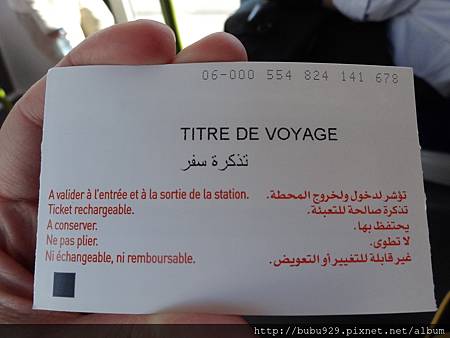 06-000 554 824 141 678
TITRE DE VOYAGE
تذكرة سفر
A valider à l'entrée et à la sortie de la station.
Ticket rechargeable.
A conserver.
Ne pas plier.
Ni échangeable, ni remboursable.
تؤشر لدخول ولخروج المحطة.
تذكرة صالحة للتعبئة.
يحتفظ بها.
لا تطوى.
غير قابلة للتغيير أو التعويض.
http://bubu929.pixnet.net/album